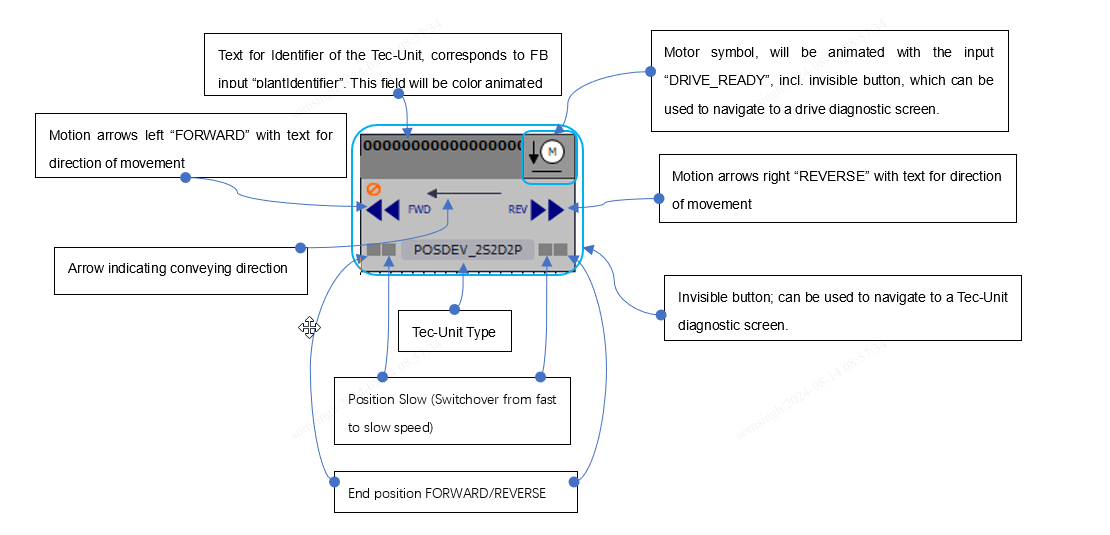 Text for Identifier of the Tec-Unit, corresponds to FB
input “plantIdentifier”. This field will be color animated
Motor symbol, will be animated with the input
“DRIVE_READY”, incl. invisible button, which can be
used to navigate to a drive diagnostic screen.
Motion arrows left “FORWARD” with text for
direction of movement
0000000000000000
M
Motion arrows right “REVERSE” with text for direction
of movement
FWD
REV
Arrow indicating conveying direction
POSDEV_2S2D2P
Invisible button; can be used to navigate to a Tec-Unit
diagnostic screen.
Tec-Unit Type
Position Slow (Switchover from fast
to slow speed)
End position FORWARD/REVERSE